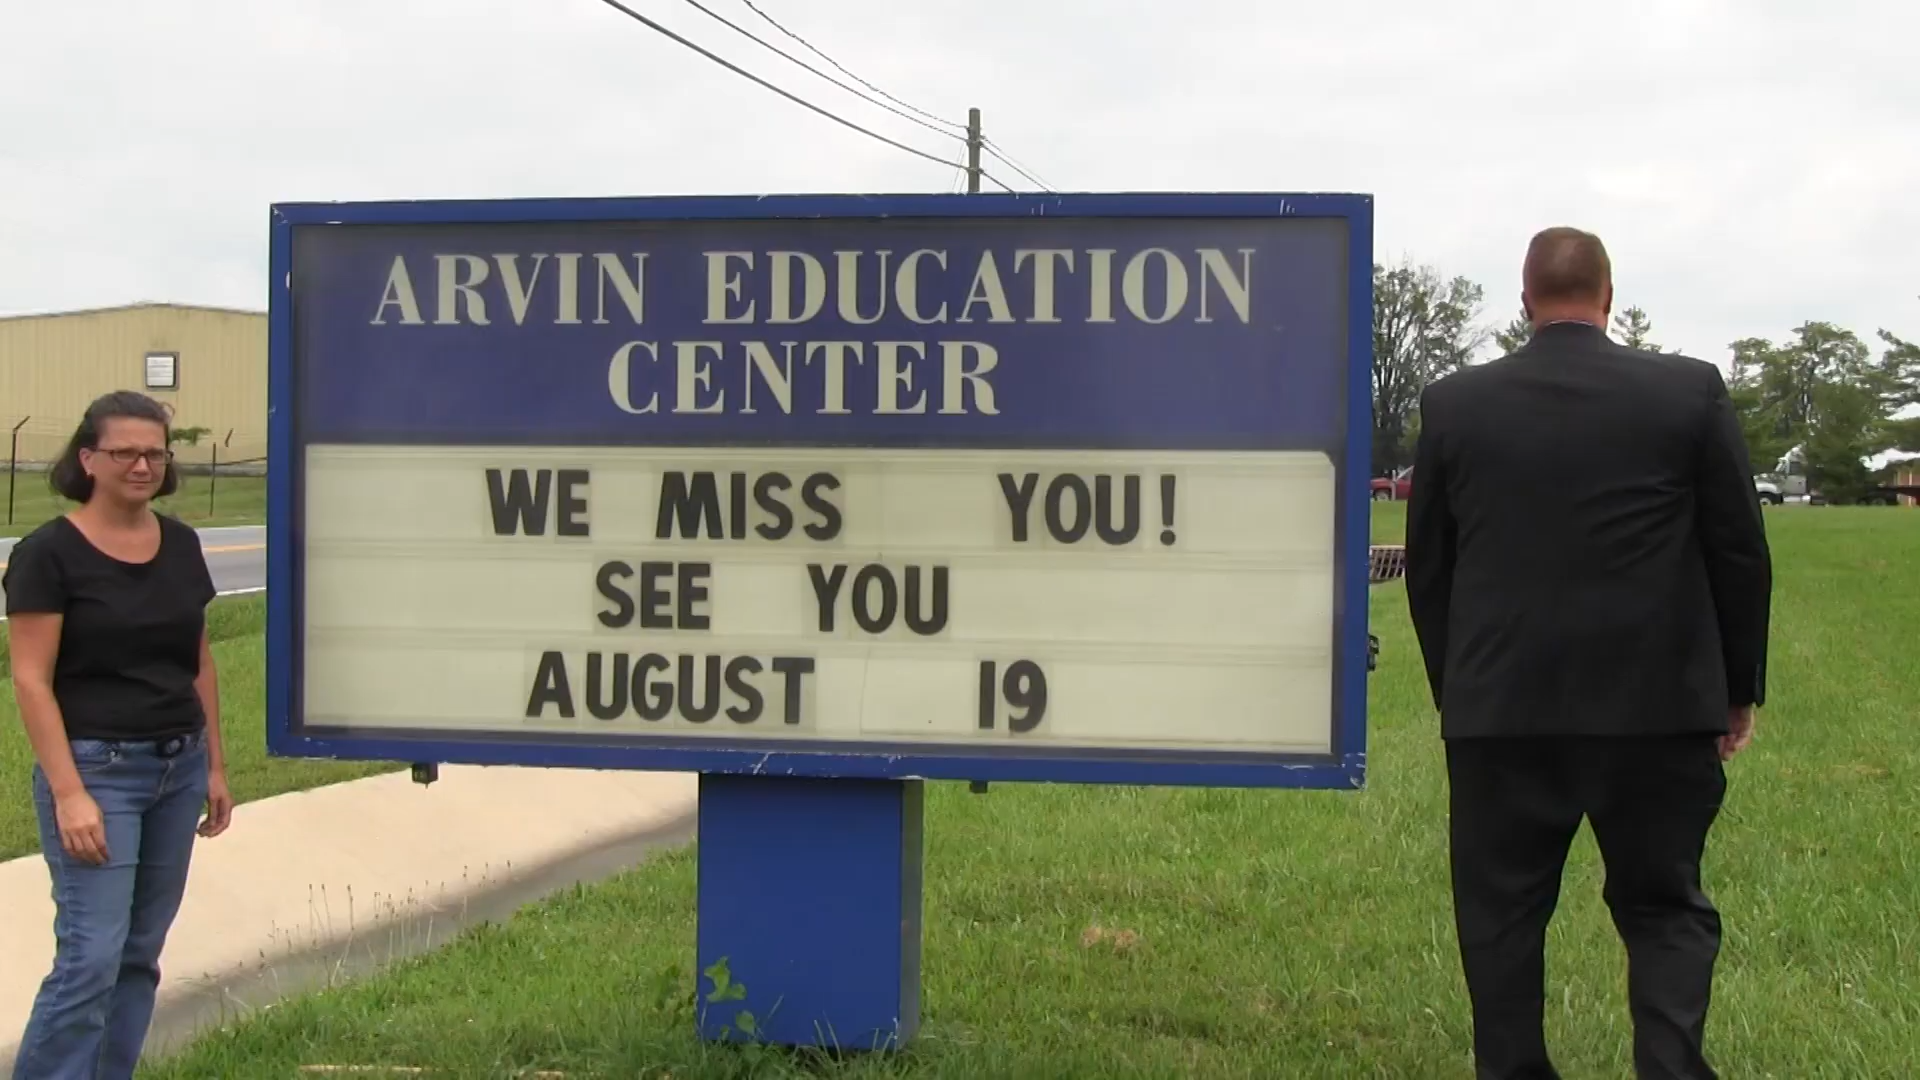 ARVIN EDUCATION
CENTER
WE MISS YOU!
SEE YOU
AUGUST 19